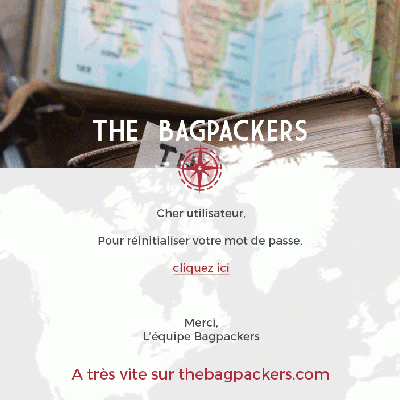 THE BAGPACKERS
Cher utilisateur,
Pour réinitialiser votre mot de passe,
cliquez ici
Merci,
L'équipe Bagpackers
A très vite sur thebagpackers.com